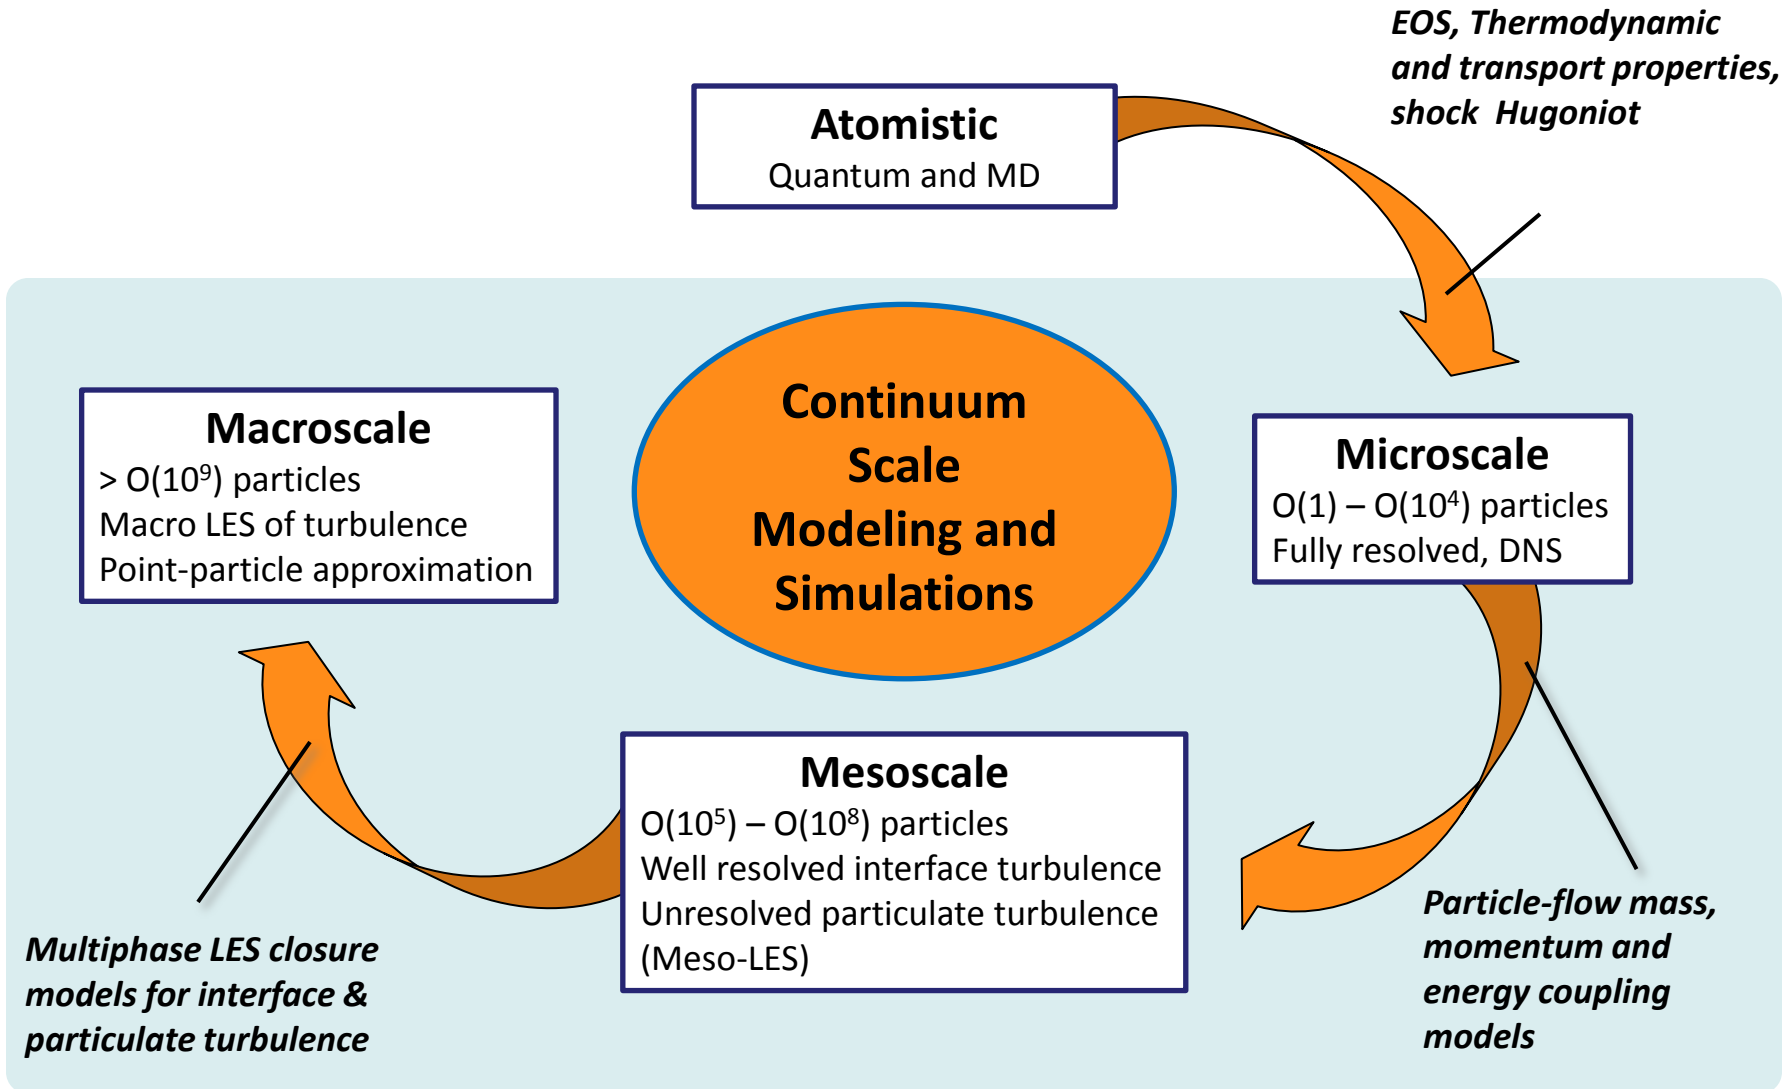 EOS, Thermodynamic
and transport properties,
shock Hugoniot
Atomistic
Quantum and MD
Continuum
Scale
Modeling and
Simulations
Macroscale
> O(10⁹) particles
Macro LES of turbulence
Point-particle approximation
Microscale
O(1) – O(10⁴) particles
Fully resolved, DNS
Mesoscale
O(10⁵) – O(10⁸) particles
Well resolved interface turbulence
Unresolved particulate turbulence
(Meso-LES)
Multiphase LES closure
models for interface &
particulate turbulence
Particle-flow mass,
momentum and
energy coupling
models